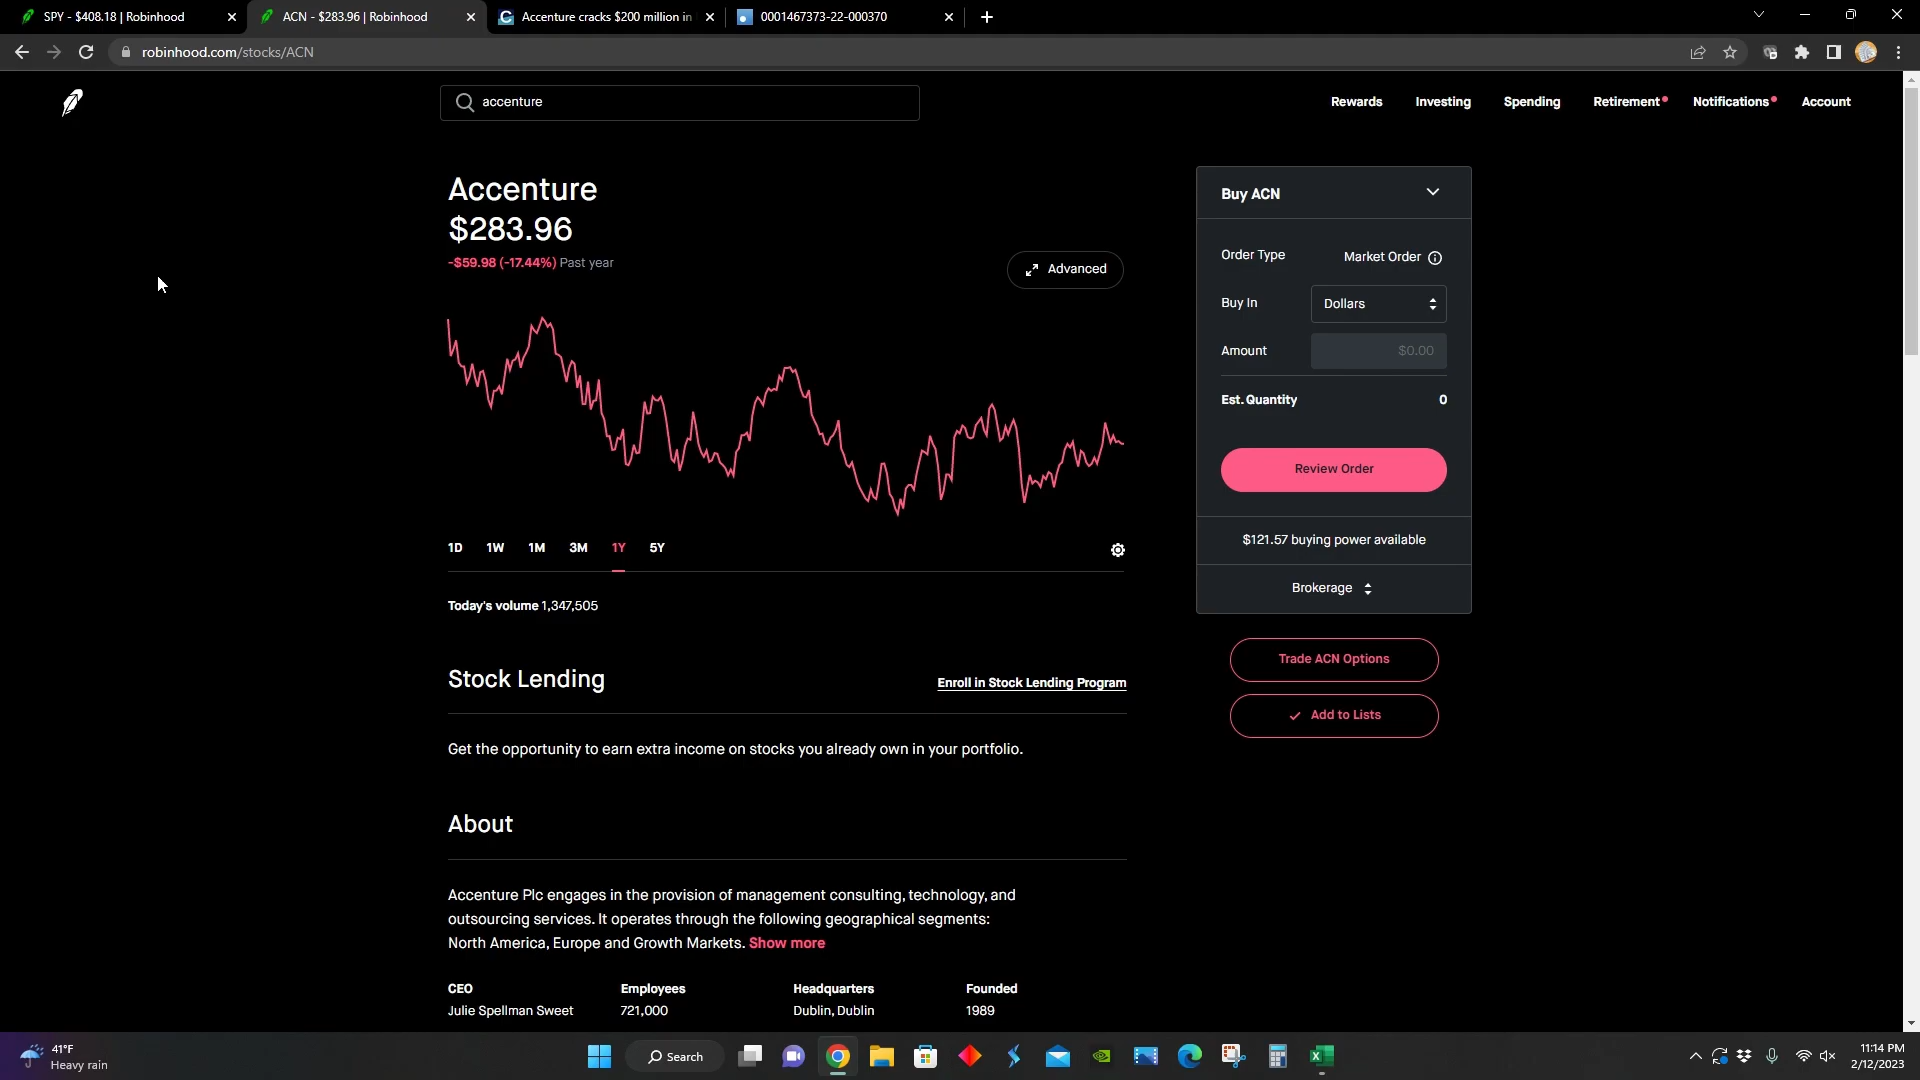 SPY - $408.18 | Robinhood
ACN - $283.96 | Robinhood
Accenture cracks $200 million in
0001467373-22-000370
robinhood.com/stocks/ACN
accenture
Rewards
Investing
Spending
Retirement
Notifications
Account
Accenture
$283.96
-$59.98 (-17.44%) Past year
Advanced
1D
1W
1M
3M
1Y
5Y
Today's volume 1,347,505
Stock Lending
Enroll in Stock Lending Program
Get the opportunity to earn extra income on stocks you already own in your portfolio.
About
Accenture Plc engages in the provision of management consulting, technology, and
outsourcing services. It operates through the following geographical segments:
North America, Europe and Growth Markets. Show more
CEO
Julie Spellman Sweet
Employees
721,000
Headquarters
Dublin, Dublin
Founded
1989
Buy ACN
Order Type
Market Order
Buy In
Dollars
Amount
$0.00
Est. Quantity
0
Review Order
$121.57 buying power available
Brokerage
Trade ACN Options
Add to Lists
41°F
Heavy rain
Search
11:14 PM
2/12/2023